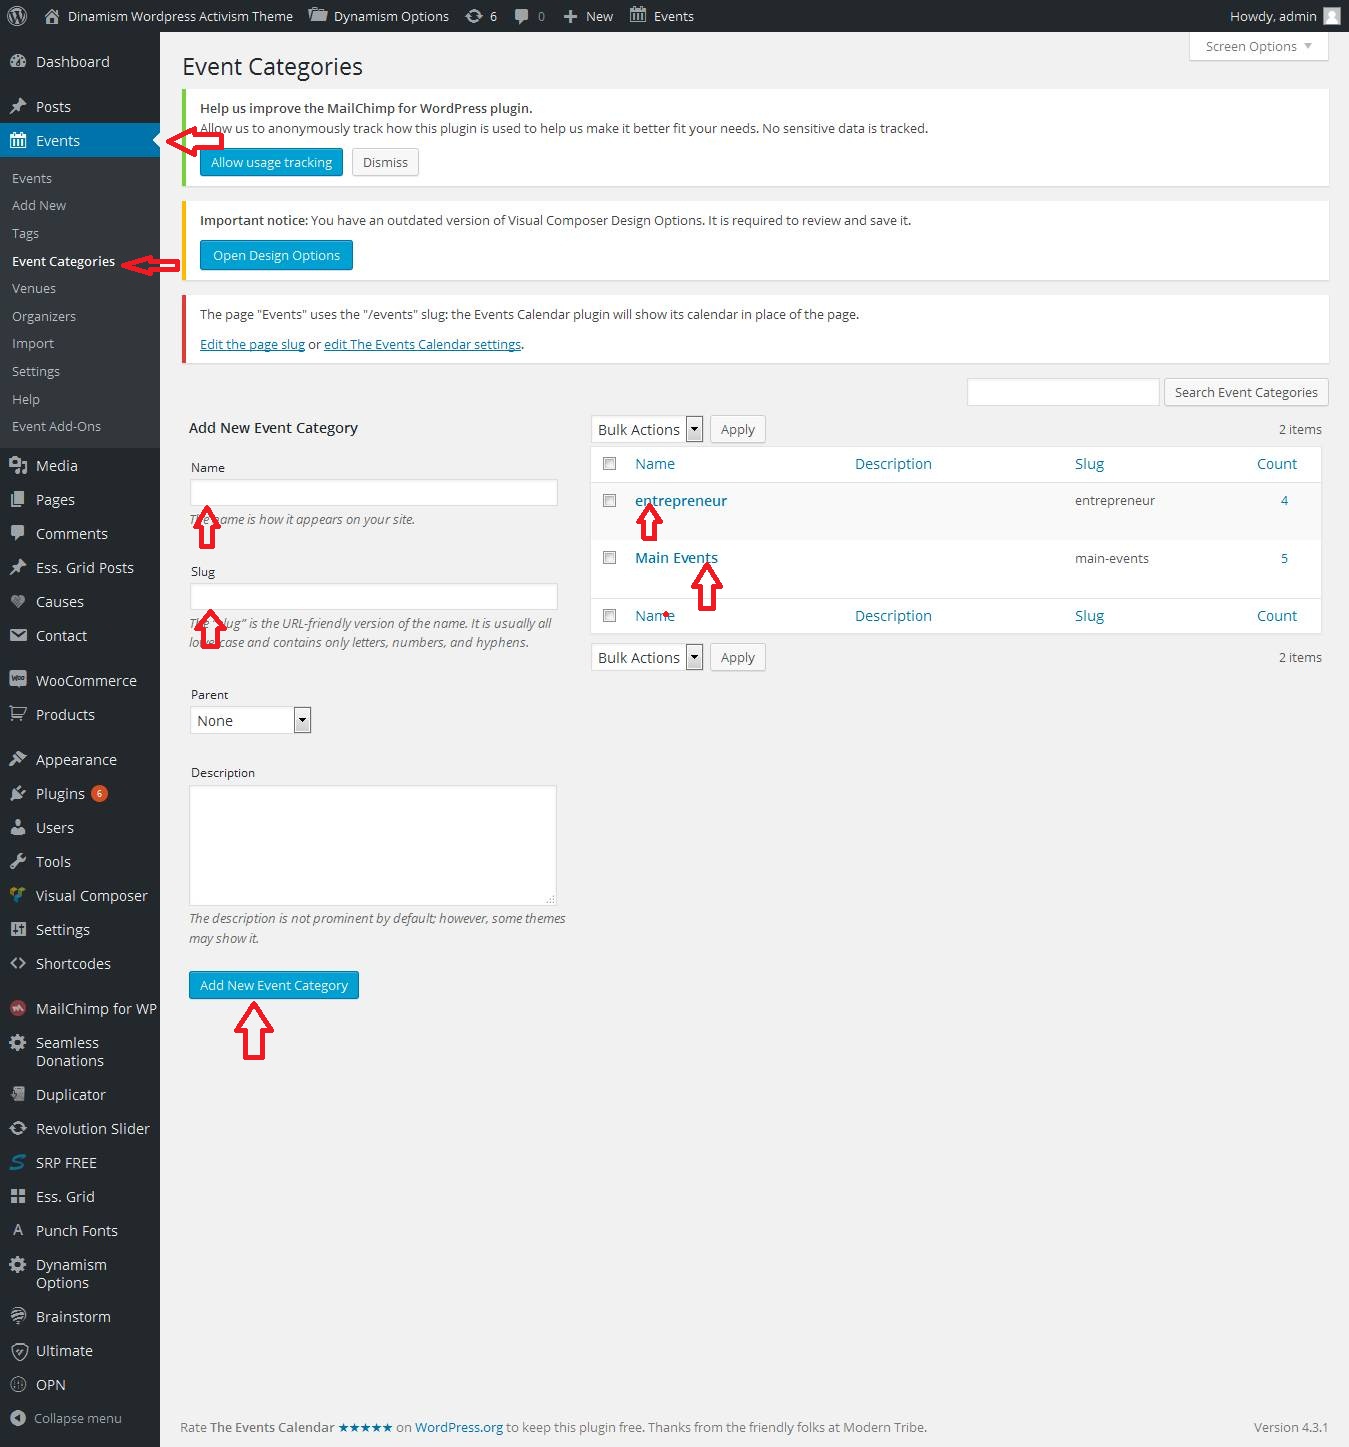 Dinamism Wordpress Activism Theme Dynamism Options 6 0 New Events Howdy, admin
Screen Options
Dashboard
Posts
Events
Events
Add New
Tags
Event Categories
Venues
Organizers
Import
Settings
Help
Event Add-Ons
Media
Pages
Comments
Ess. Grid Posts
Causes
Contact
WooCommerce
Products
Appearance
Plugins 6
Users
Tools
Visual Composer
Settings
Shortcodes
MailChimp for WP
Seamless
Donations
Duplicator
Revolution Slider
SRP FREE
Ess. Grid
Punch Fonts
Dynamism
Options
Brainstorm
Ultimate
OPN
Collapse menu
Event Categories
Help us improve the MailChimp for WordPress plugin.
Allow us to anonymously track how this plugin is used to help us make it better fit your needs. No sensitive data is tracked.
Allow usage tracking Dismiss
Important notice: You have an outdated version of Visual Composer Design Options. It is required to review and save it.
Open Design Options
The page "Events" uses the "/events" slug: the Events Calendar plugin will show its calendar in place of the page.
Edit the page slug or edit The Events Calendar settings.
Search Event Categories
Add New Event Category
Name
The name is how it appears on your site.
Slug
The "slug" is the URL-friendly version of the name. It is usually all
lowercase and contains only letters, numbers, and hyphens.
Parent
None
Description
The description is not prominent by default; however, some themes
may show it.
Add New Event Category
Bulk Actions Apply 2 items
Name Description Slug Count
entrepreneur entrepreneur 4
Main Events main-events 5
Name Description Slug Count
Bulk Actions Apply 2 items
Rate The Events Calendar ★★★★★ on WordPress.org to keep this plugin free. Thanks from the friendly folks at Modern Tribe. Version 4.3.1